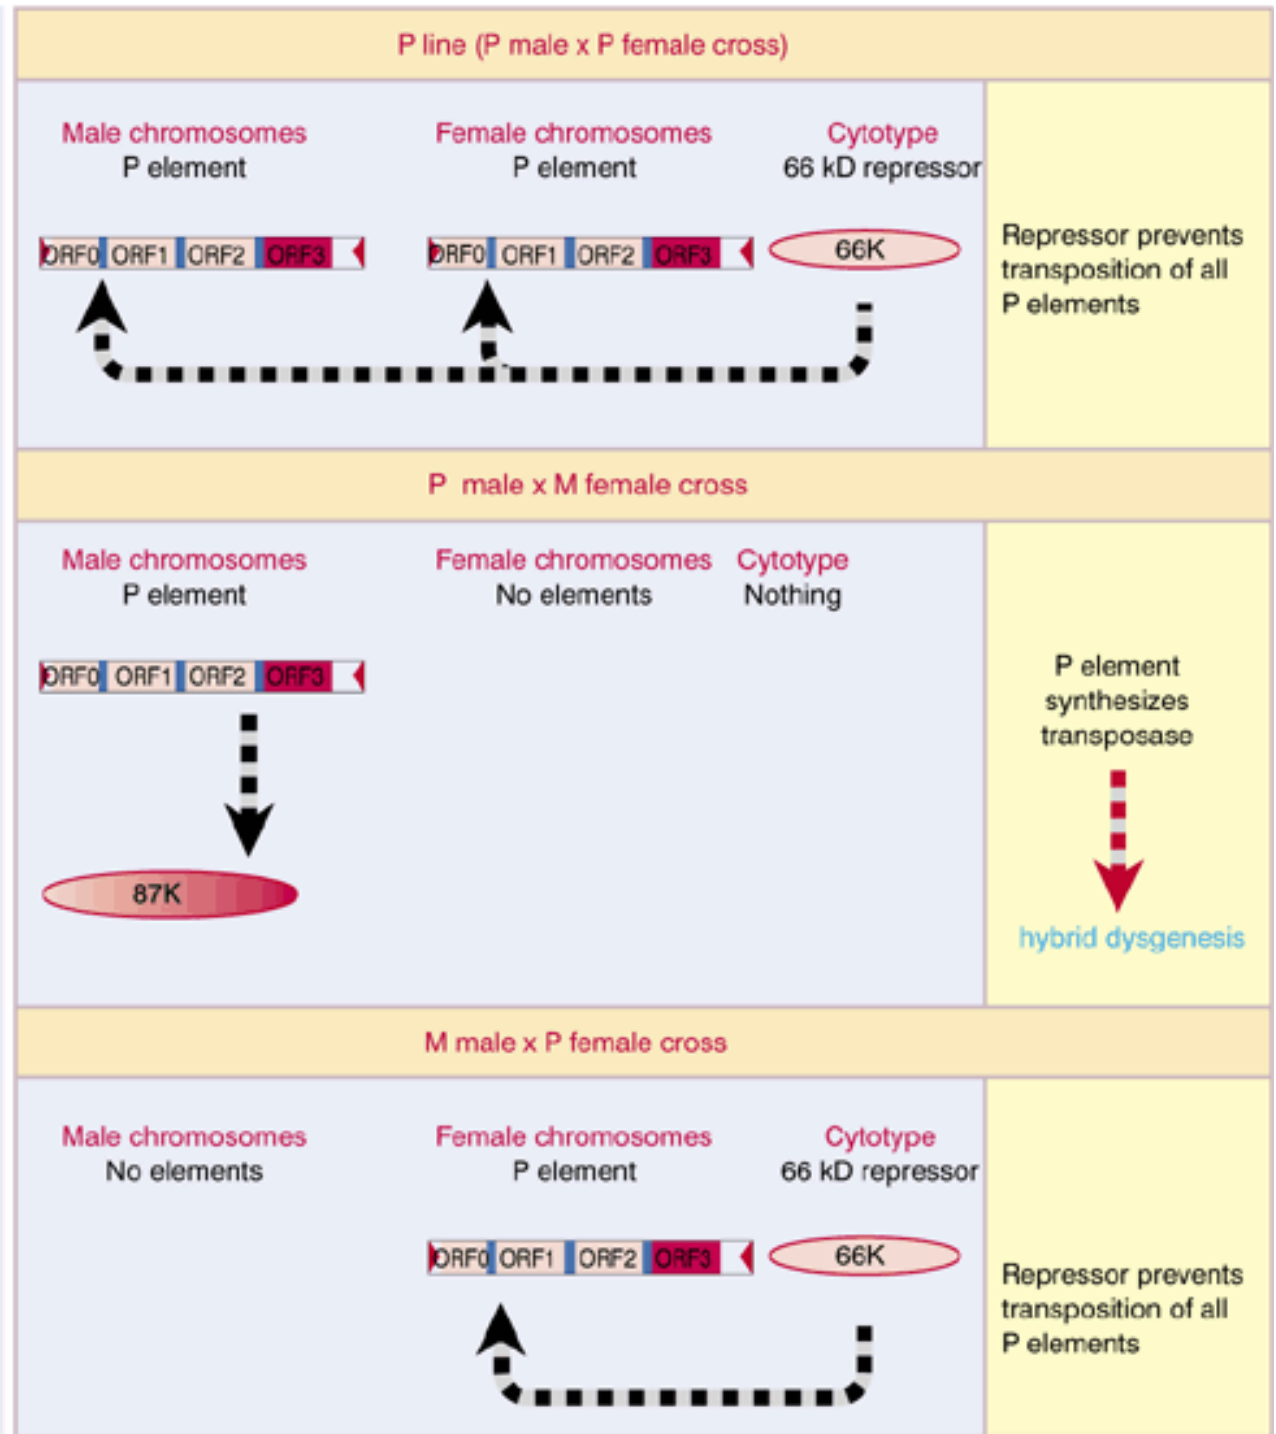 P line (P male x P female cross)
Male chromosomes
P element
Female chromosomes
P element
Cytotype
66 kD repressor
ORF0 ORF1 ORF2 ORF3
ORF0 ORF1 ORF2 ORF3
66K
Repressor prevents
transposition of all
P elements
P male x M female cross
Male chromosomes
P element
Female chromosomes
No elements
Cytotype
Nothing
ORF0 ORF1 ORF2 ORF3
87K
P element
synthesizes
transposase
hybrid dysgenesis
M male x P female cross
Male chromosomes
No elements
Female chromosomes
P element
Cytotype
66 kD repressor
ORF0 ORF1 ORF2 ORF3
66K
Repressor prevents
transposition of all
P elements